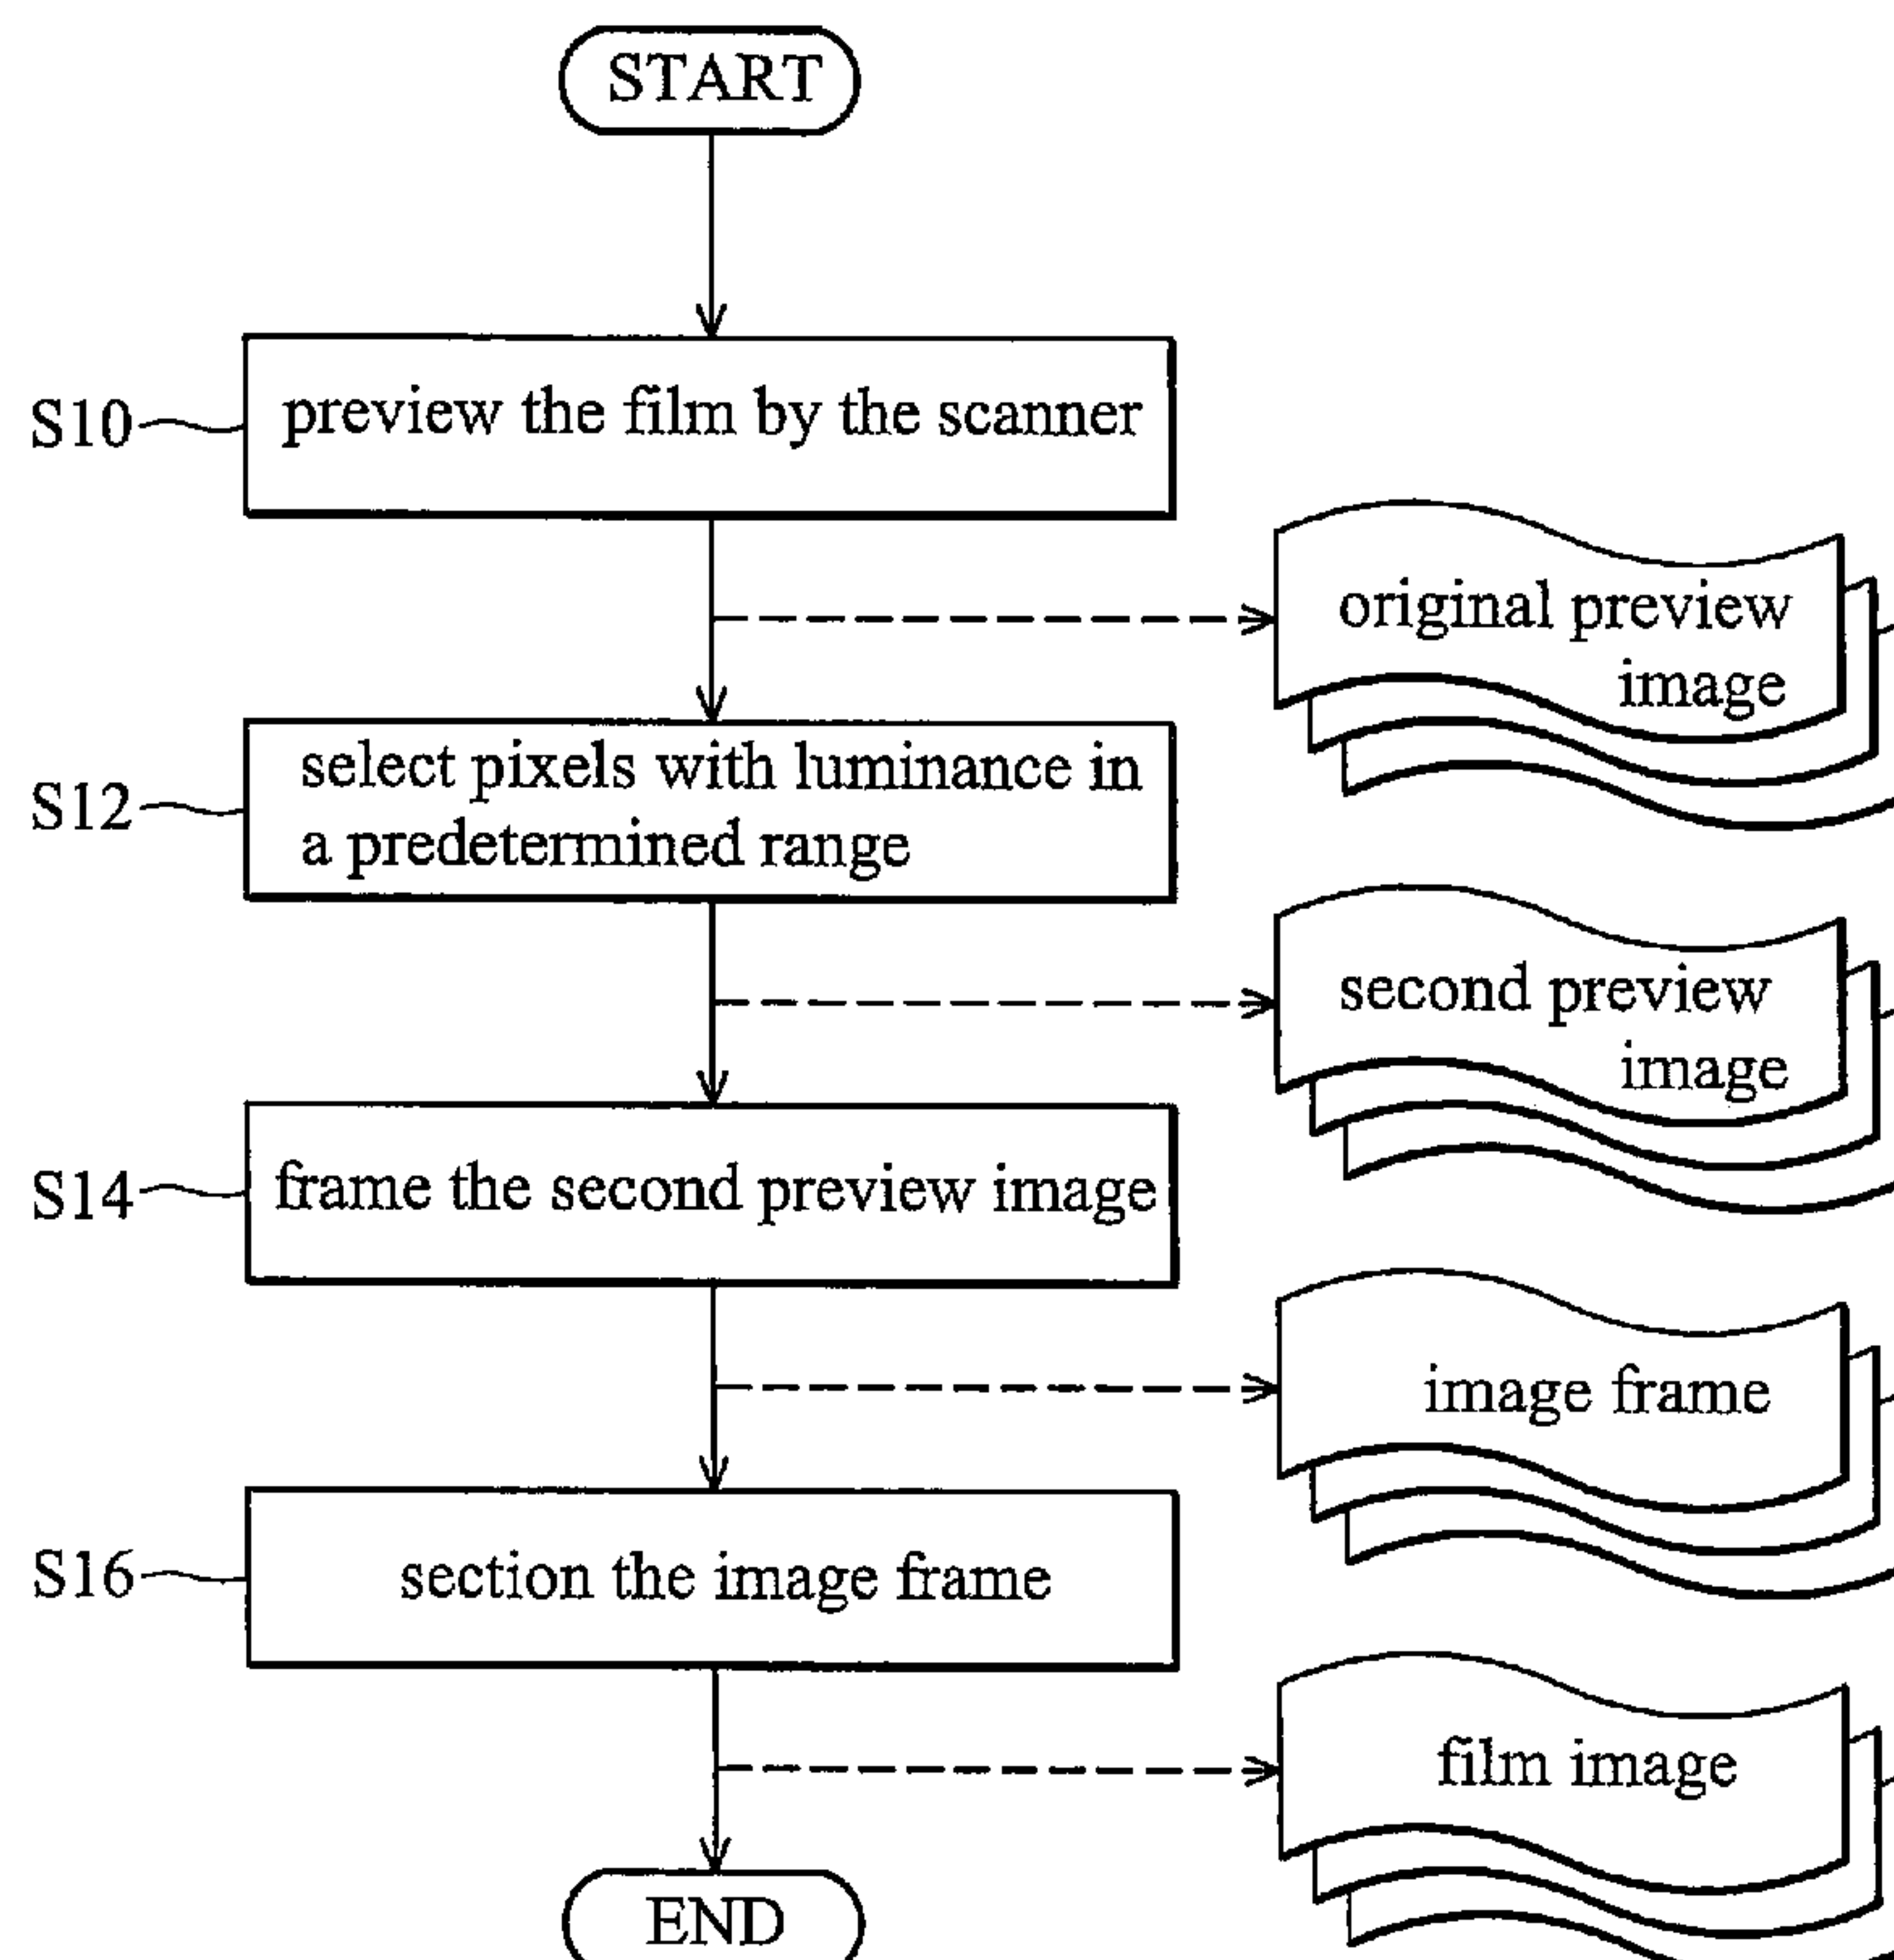 START
S10
preview the film by the scanner
original preview
image
S12
select pixels with luminance in
a predetermined range
second preview
image
S14
frame the second preview image
image frame
S16
section the image frame
film image
END